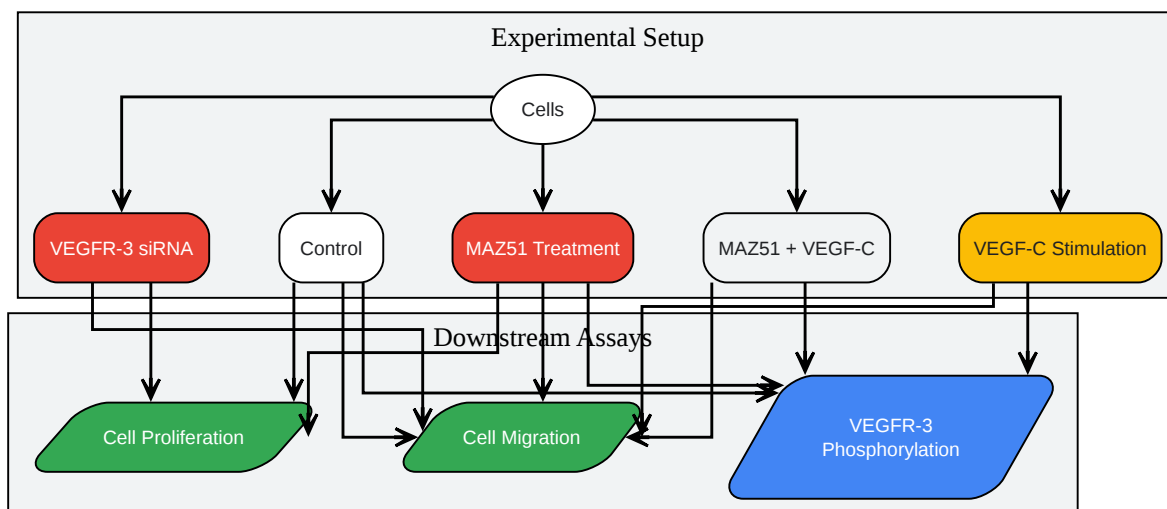 Experimental Setup
Cells
VEGFR-3 siRNA
Control
MAZ51 Treatment
MAZ51 + VEGF-C
VEGF-C Stimulation
Downstream Assays
Cell Proliferation
Cell Migration
VEGFR-3
Phosphorylation